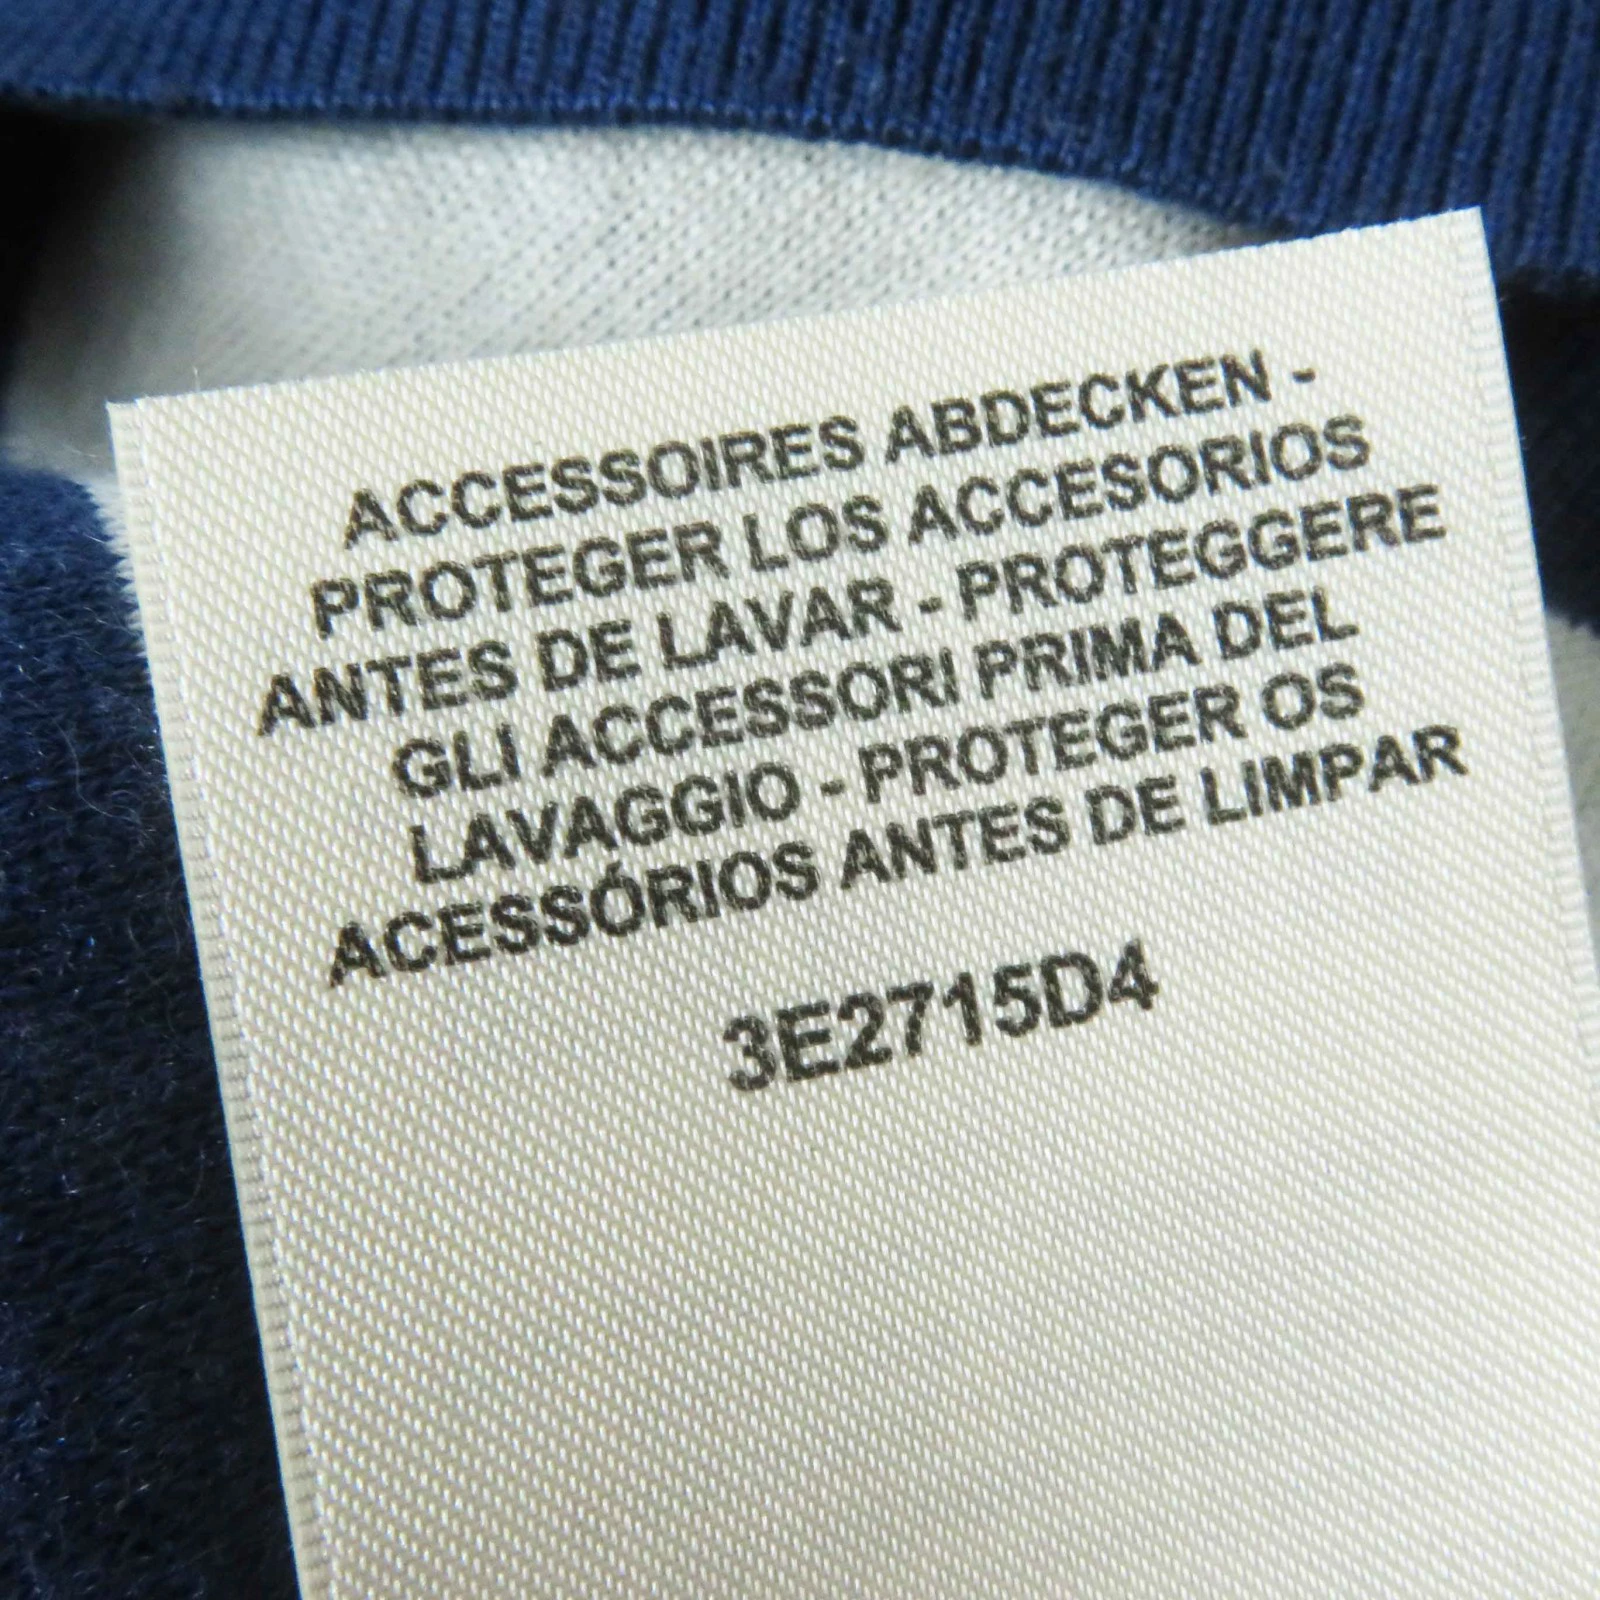 ACCESSOIRES ABDECKEN -
PROTEGER LOS ACCESORIOS
ANTES DE LAVAR - PROTEGGERE
GLI ACCESSORI PRIMA DEL
LAVAGGIO - PROTEGER OS
ACESSÓRIOS ANTES DE LIMPAR
3E2715D4